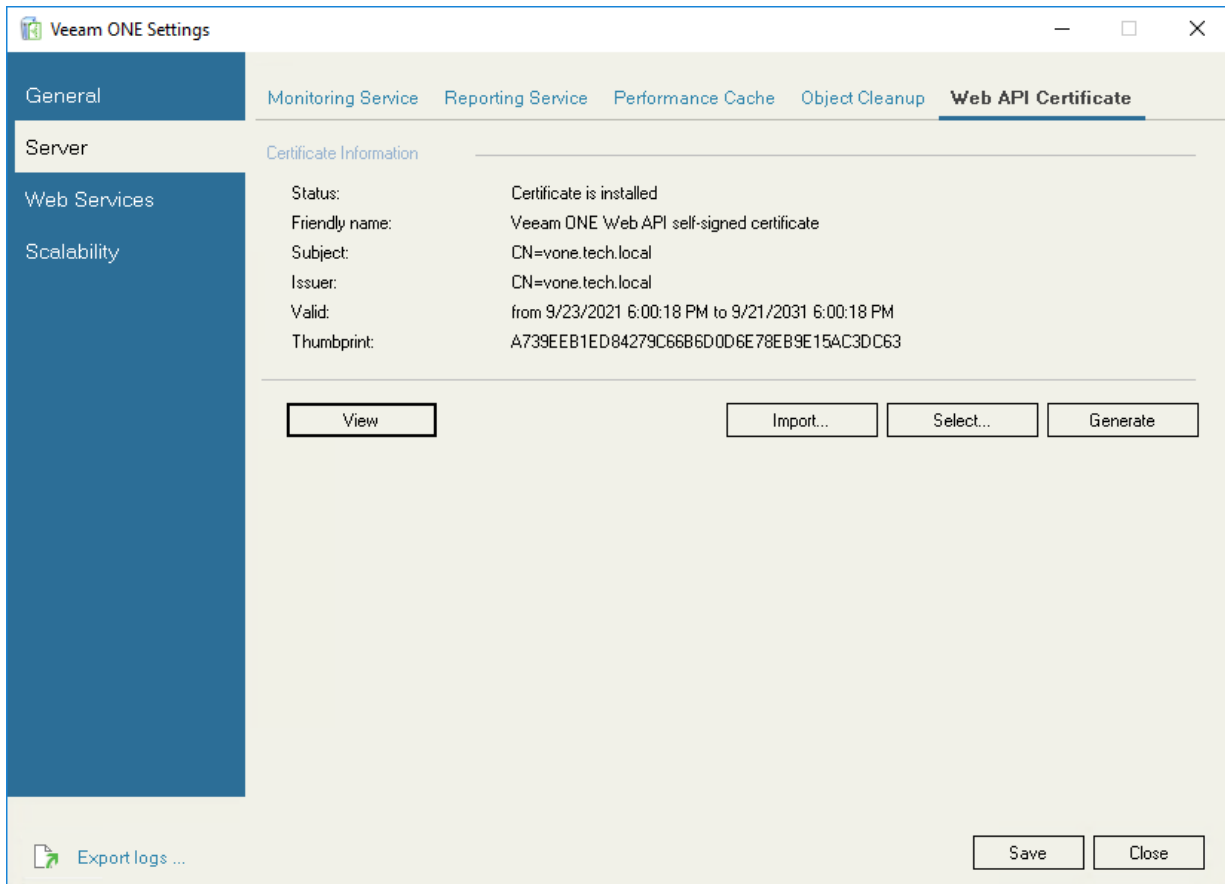 Veeam ONE Settings
General
Server
Web Services
Scalability
Monitoring Service Reporting Service Performance Cache Object Cleanup Web API Certificate
Certificate Information
Status: Certificate is installed
Friendly name: Veeam ONE Web API self-signed certificate
Subject: CN=vone.tech.local
Issuer: CN=vone.tech.local
Valid: from 9/23/2021 6:00:18 PM to 9/21/2031 6:00:18 PM
Thumbprint: A739EEB1ED84279C66B6D0D6E78EB9E15AC3DC63
View Import... Select... Generate
Export logs ...
Save Close